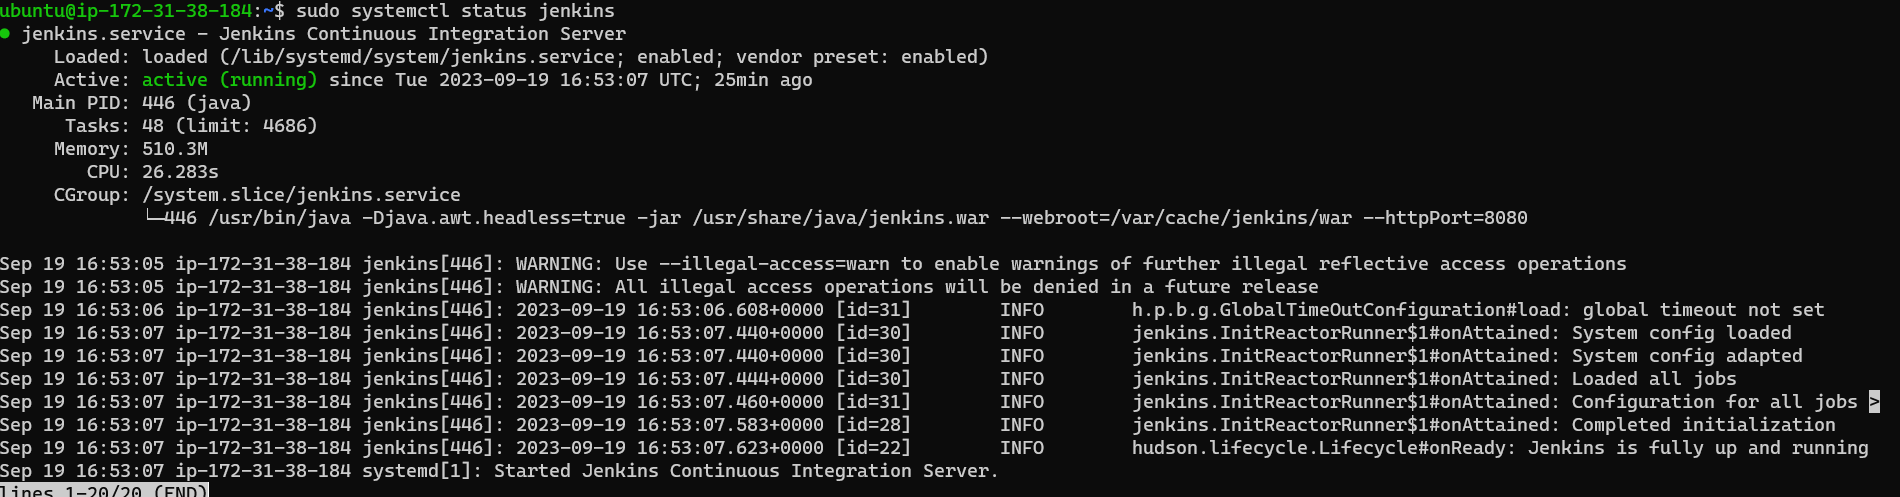 ubuntu@ip-172-31-38-184:~$ sudo systemctl status jenkins
● jenkins.service - Jenkins Continuous Integration Server
     Loaded: loaded (/lib/systemd/system/jenkins.service; enabled; vendor preset: enabled)
     Active: active (running) since Tue 2023-09-19 16:53:07 UTC; 25min ago
   Main PID: 446 (java)
      Tasks: 48 (limit: 4686)
     Memory: 510.3M
        CPU: 26.283s
     CGroup: /system.slice/jenkins.service
             └─446 /usr/bin/java -Djava.awt.headless=true -jar /usr/share/java/jenkins.war --webroot=/var/cache/jenkins/war --httpPort=8080
Sep 19 16:53:05 ip-172-31-38-184 jenkins[446]: WARNING: Use --illegal-access=warn to enable warnings of further illegal reflective access operations
Sep 19 16:53:05 ip-172-31-38-184 jenkins[446]: WARNING: All illegal access operations will be denied in a future release
Sep 19 16:53:06 ip-172-31-38-184 jenkins[446]: 2023-09-19 16:53:06.608+0000 [id=31]        INFO        h.p.b.g.GlobalTimeOutConfiguration#load: global timeout not set
Sep 19 16:53:07 ip-172-31-38-184 jenkins[446]: 2023-09-19 16:53:07.440+0000 [id=30]        INFO        jenkins.InitReactorRunner$1#onAttained: System config loaded
Sep 19 16:53:07 ip-172-31-38-184 jenkins[446]: 2023-09-19 16:53:07.440+0000 [id=30]        INFO        jenkins.InitReactorRunner$1#onAttained: System config adapted
Sep 19 16:53:07 ip-172-31-38-184 jenkins[446]: 2023-09-19 16:53:07.444+0000 [id=30]        INFO        jenkins.InitReactorRunner$1#onAttained: Loaded all jobs
Sep 19 16:53:07 ip-172-31-38-184 jenkins[446]: 2023-09-19 16:53:07.460+0000 [id=31]        INFO        jenkins.InitReactorRunner$1#onAttained: Configuration for all jobs >
Sep 19 16:53:07 ip-172-31-38-184 jenkins[446]: 2023-09-19 16:53:07.583+0000 [id=28]        INFO        jenkins.InitReactorRunner$1#onAttained: Completed initialization
Sep 19 16:53:07 ip-172-31-38-184 jenkins[446]: 2023-09-19 16:53:07.623+0000 [id=22]        INFO        hudson.lifecycle.Lifecycle#onReady: Jenkins is fully up and running
Sep 19 16:53:07 ip-172-31-38-184 systemd[1]: Started Jenkins Continuous Integration Server.
lines 1-20/20 (END)